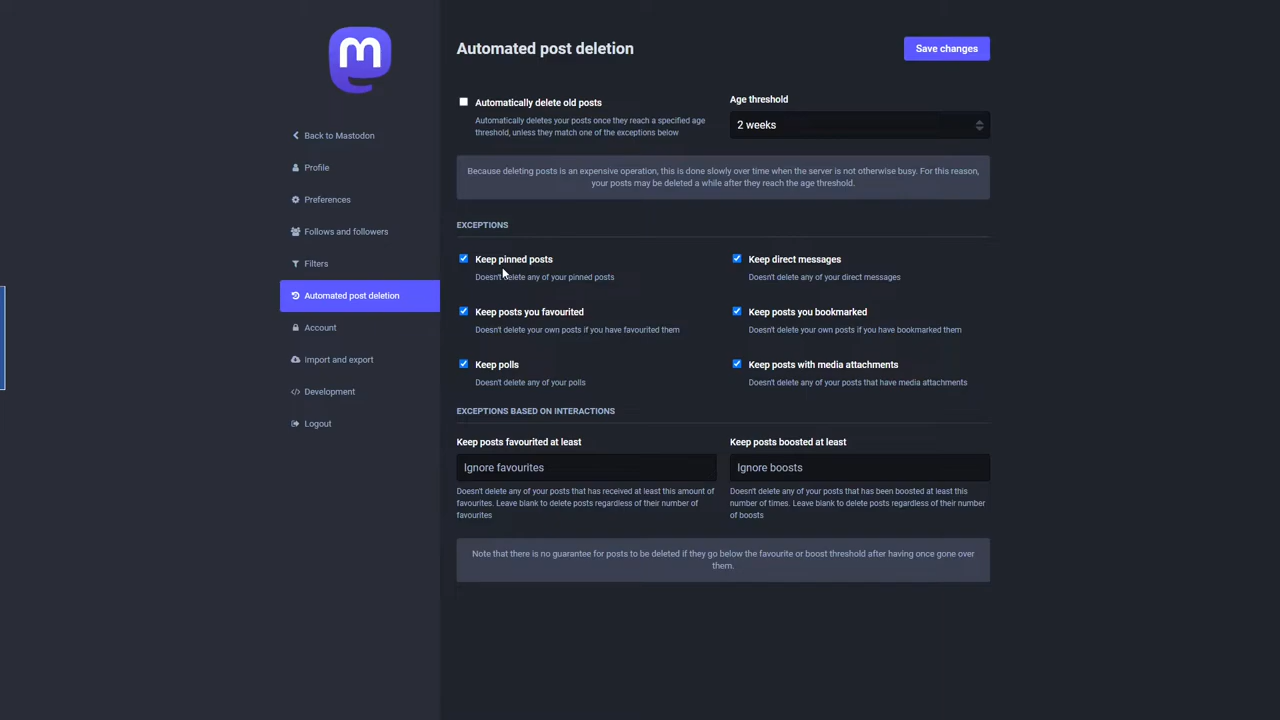 Automated post deletion
Save changes
Back to Mastodon
Profile
Preferences
Follows and followers
Filters
Automated post deletion
Account
Import and export
Development
Logout
Automatically delete old posts
Automatically deletes your posts once they reach a specified age
threshold, unless they match one of the exceptions below
Age threshold
2 weeks
Because deleting posts is an expensive operation, this is done slowly over time when the server is not otherwise busy. For this reason,
your posts may be deleted a while after they reach the age threshold.
EXCEPTIONS
Keep pinned posts
Doesn't delete any of your pinned posts
Keep direct messages
Doesn't delete any of your direct messages
Keep posts you favourited
Doesn't delete your own posts if you have favourited them
Keep posts you bookmarked
Doesn't delete your own posts if you have bookmarked them
Keep polls
Doesn't delete any of your polls
Keep posts with media attachments
Doesn't delete any of your posts that have media attachments
EXCEPTIONS BASED ON INTERACTIONS
Keep posts favourited at least
Ignore favourites
Doesn't delete any of your posts that has received at least this amount of
favourites. Leave blank to delete posts regardless of their number of
favourites
Keep posts boosted at least
Ignore boosts
Doesn't delete any of your posts that has been boosted at least this
number of times. Leave blank to delete posts regardless of their number
of boosts
Note that there is no guarantee for posts to be deleted if they go below the favourite or boost threshold after having once gone over
them.